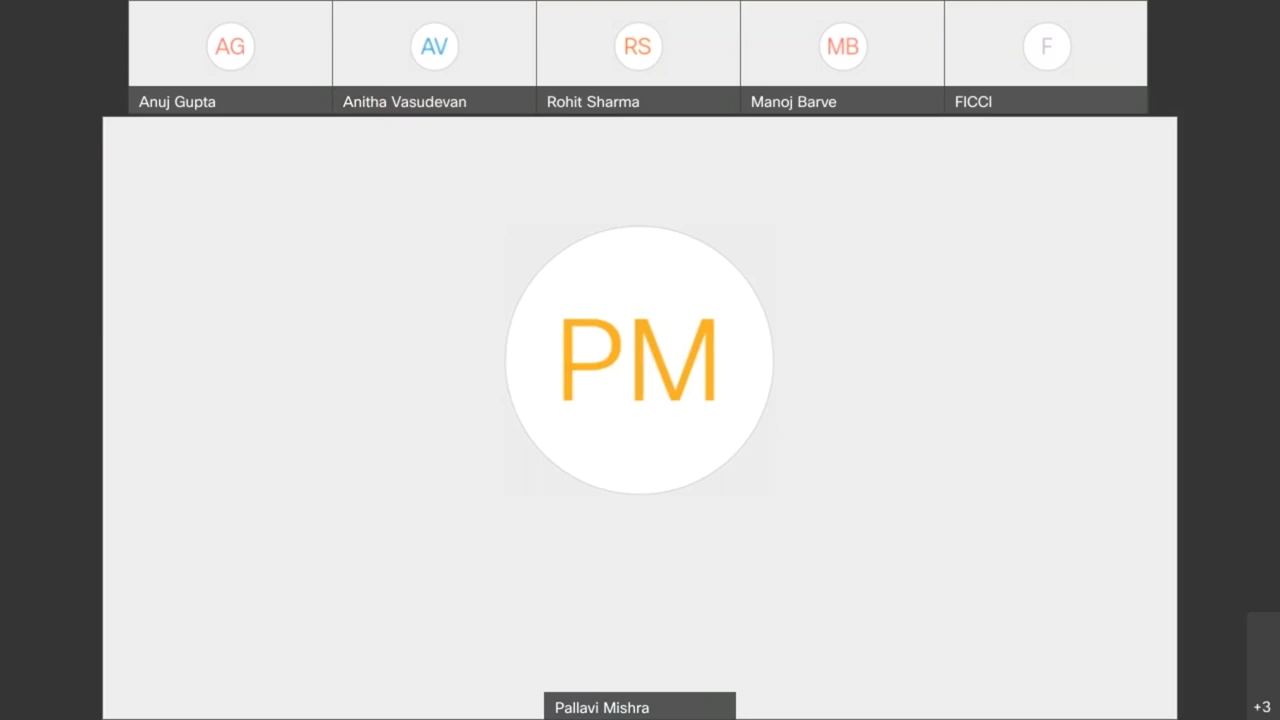 AG
AV
RS
MB
F
Anuj Gupta
Anitha Vasudevan
Rohit Sharma
Manoj Barve
FICCI
PM
Pallavi Mishra
+3